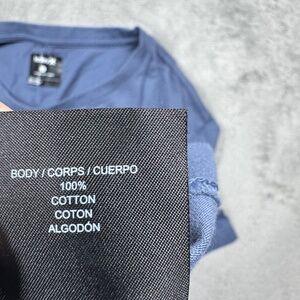 BODY / CORPS / CUERPO
100%
COTTON
COTON
ALGODÓN